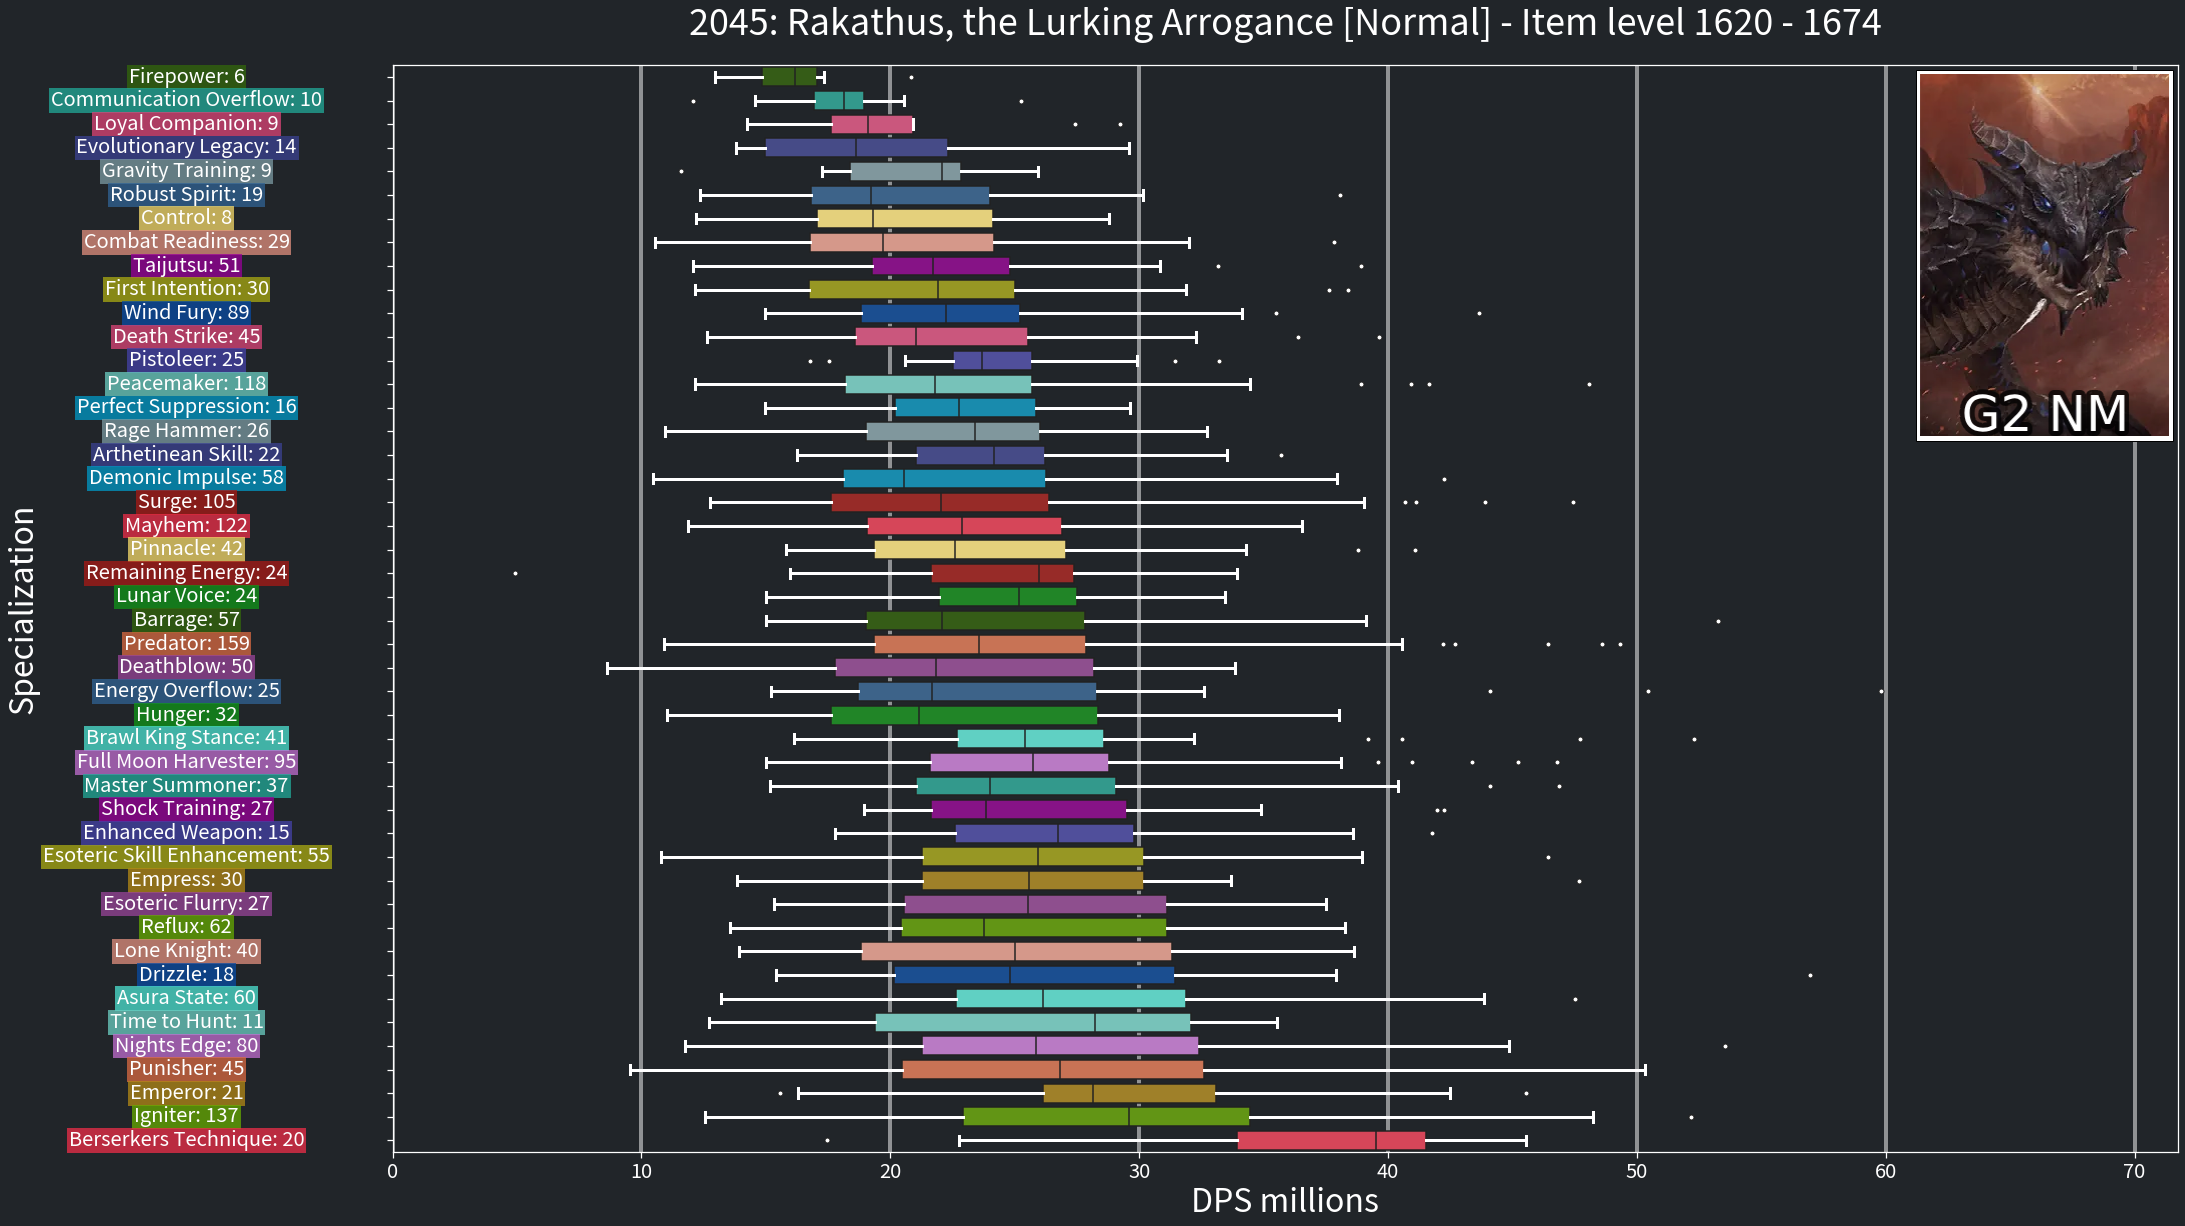 2045: Rakathus, the Lurking Arrogance [Normal] - Item level 1620 - 1674
Firepower: 6
Communication Overflow: 10
Loyal Companion: 9
Evolutionary Legacy: 14
Gravity Training: 9
Robust Spirit: 19
Control: 8
Combat Readiness: 29
Taijutsu: 51
First Intention: 30
Wind Fury: 89
Death Strike: 45
Pistoleer: 25
Peacemaker: 118
Perfect Suppression: 16
Rage Hammer: 26
Arthetinean Skill: 22
Demonic Impulse: 58
Surge: 105
Mayhem: 122
Pinnacle: 42
Remaining Energy: 24
Lunar Voice: 24
Barrage: 57
Predator: 159
Deathblow: 50
Energy Overflow: 25
Hunger: 32
Brawl King Stance: 41
Full Moon Harvester: 95
Master Summoner: 37
Shock Training: 27
Enhanced Weapon: 15
Esoteric Skill Enhancement: 55
Empress: 30
Esoteric Flurry: 27
Reflux: 62
Lone Knight: 40
Drizzle: 18
Asura State: 60
Time to Hunt: 11
Nights Edge: 80
Punisher: 45
Emperor: 21
Igniter: 137
Berserkers Technique: 20
Specialization
G2 NM
0 10 20 30 40 50 60 70
DPS millions